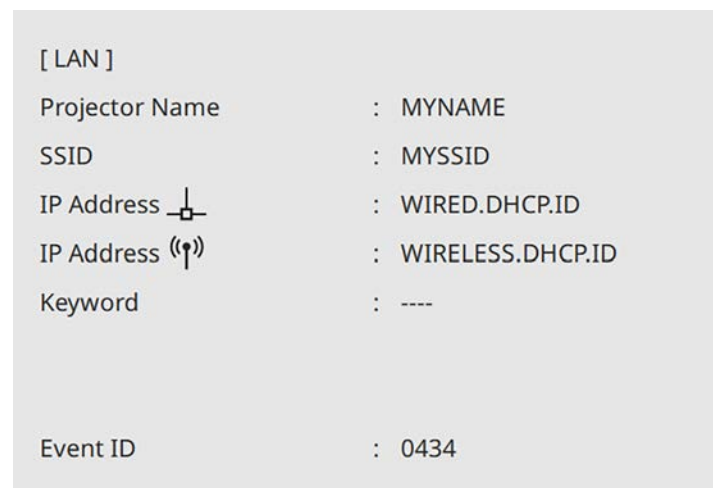 [ LAN ]
Projector Name : MYNAME
SSID : MYSSID
IP Address : WIRED.DHCP.ID
IP Address : WIRELESS.DHCP.ID
Keyword : ----
Event ID : 0434